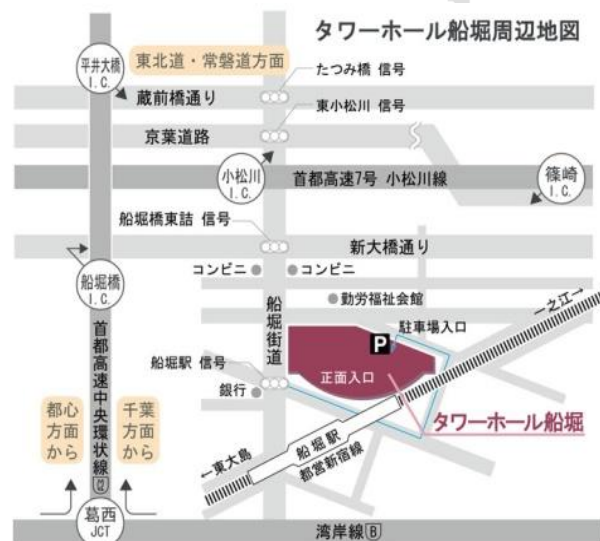 タワーホール船堀周辺地図
平井大橋
I.C.
東北道・常磐道方面
たつみ橋 信号
蔵前橋通り
東小松川 信号
京葉道路
小松川
I.C.
首都高速7号 小松川線
篠崎
I.C.
船堀橋東詰 信号
新大橋通り
船堀橋
I.C.
コンビニ
コンビニ
勤労福祉会館
船堀街道
一之江→
駐車場入口
P
船堀駅 信号
正面入口
銀行
首都高速中央環状線
C2
都心
方面
から
千葉
方面
から
タワーホール船堀
船堀駅
都営新宿線
←東大島
葛西
JCT
湾岸線B